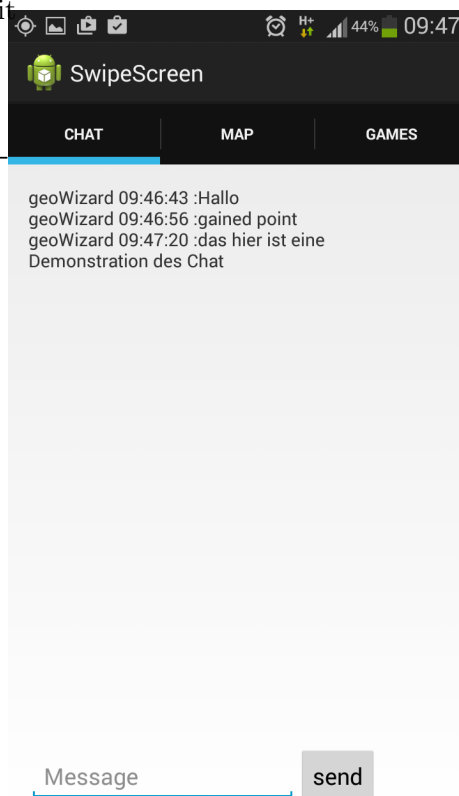 it
H+ 44% 09:47
SwipeScreen
CHAT MAP GAMES
geoWizard 09:46:43 :Hallo
geoWizard 09:46:56 :gained point
geoWizard 09:47:20 :das hier ist eine
Demonstration des Chat
Message send